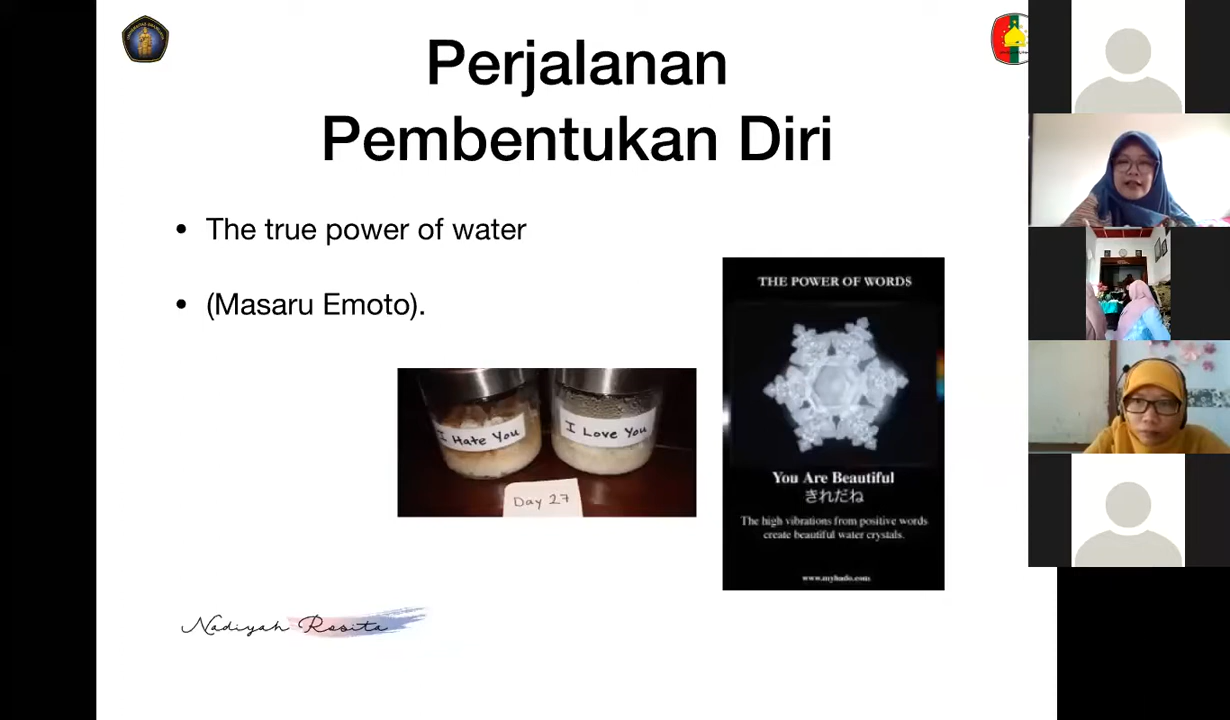 Perjalanan
Pembentukan Diri
• The true power of water
• (Masaru Emoto).
I Hate You
I Love You
Day 27
THE POWER OF WORDS
You Are Beautiful
きれだね
The high vibrations from positive words
create beautiful water crystals.
www.myhado.com
Nadiyah Rosita